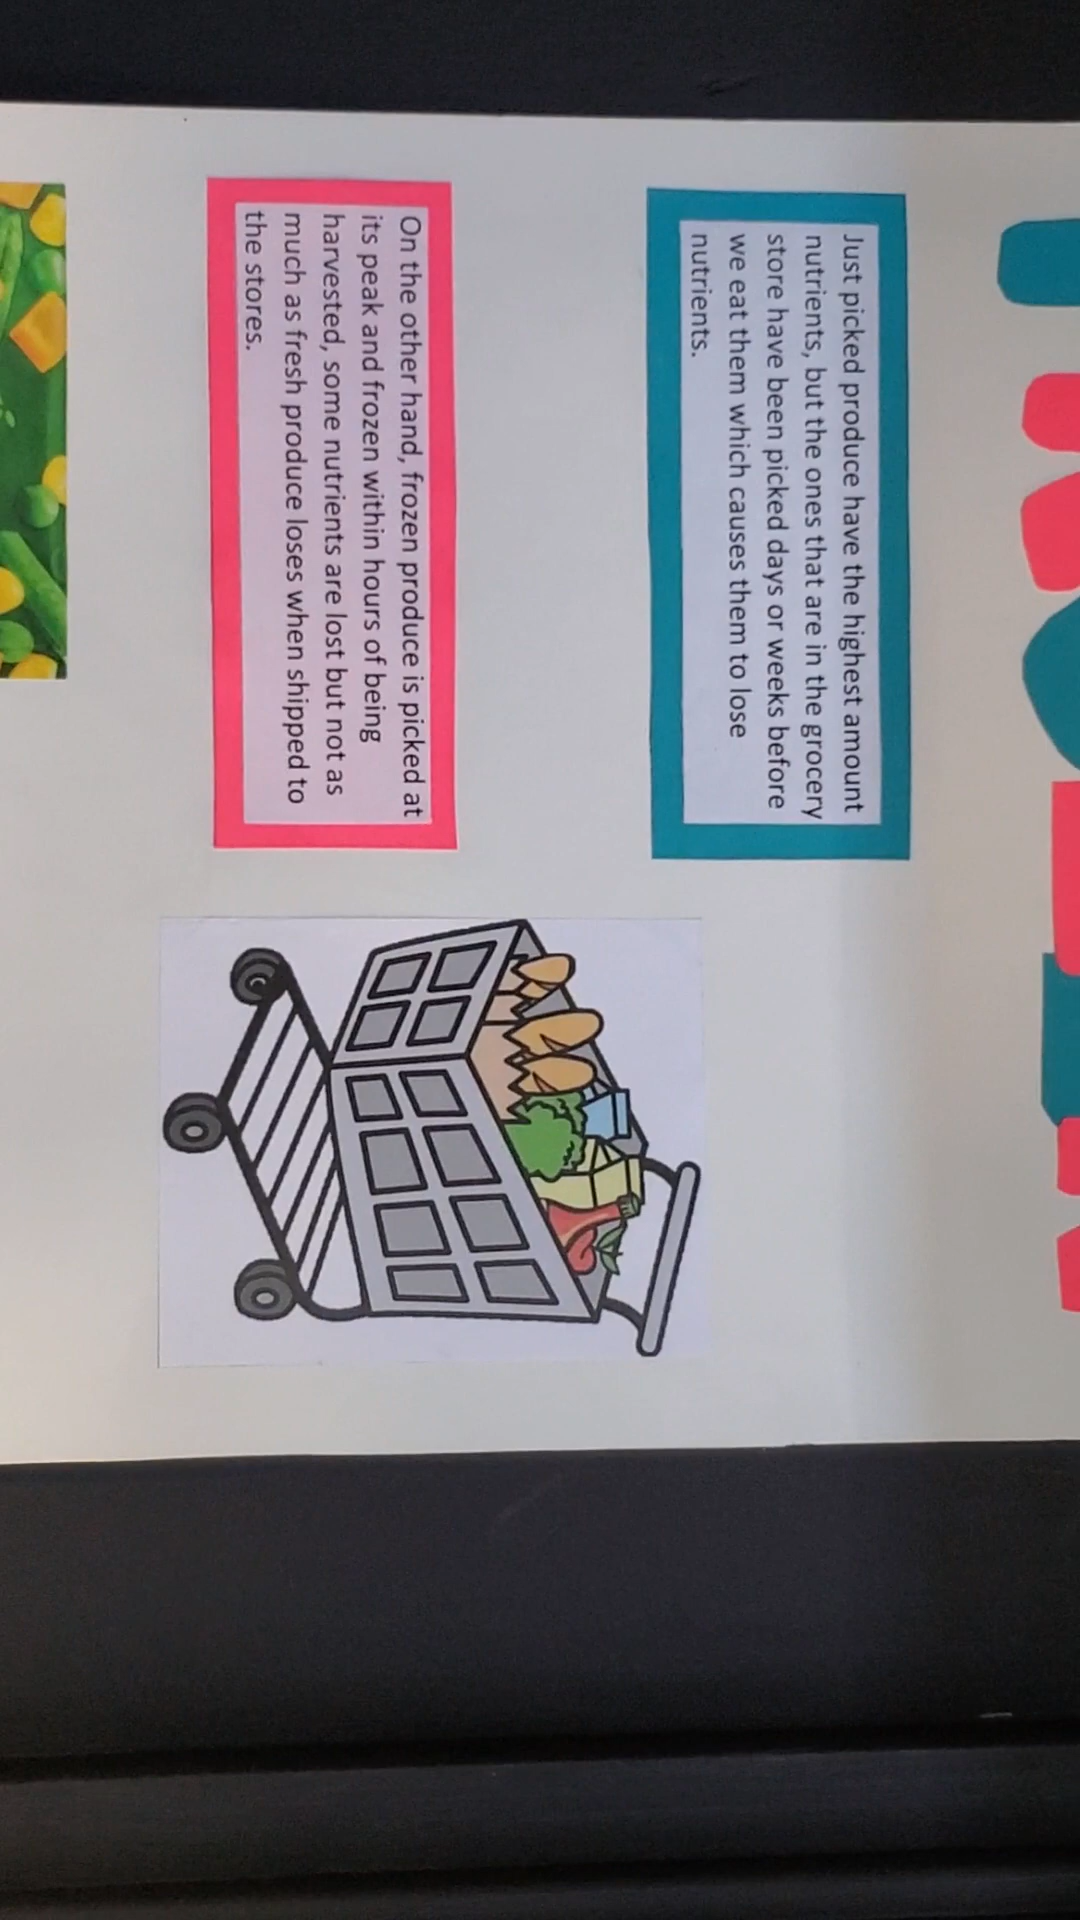 Just picked produce have the highest amount
nutrients, but the ones that are in the grocery
store have been picked days or weeks before
we eat them which causes them to lose
nutrients.
On the other hand, frozen produce is picked at
its peak and frozen within hours of being
harvested, some nutrients are lost but not as
much as fresh produce loses when shipped to
the stores.